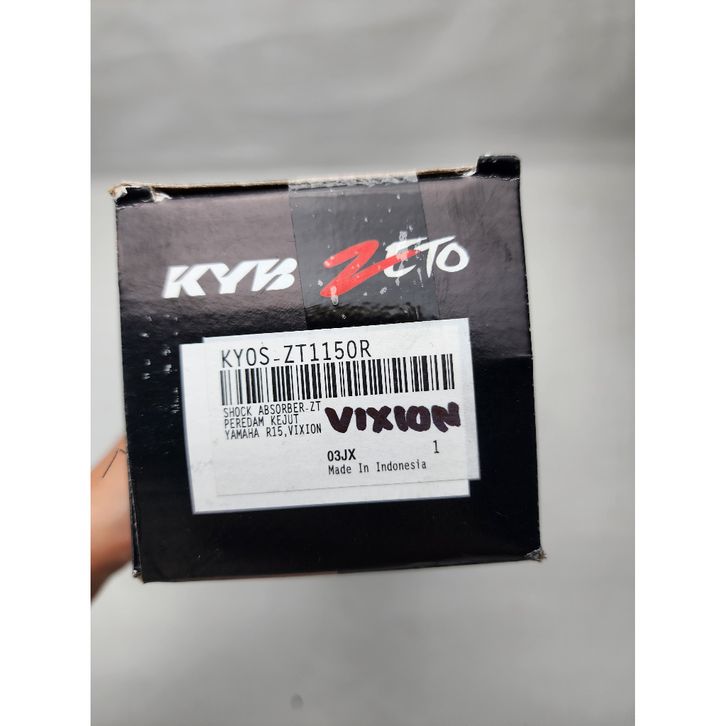 KYB ZETO
KYOS-ZT1150R
SHOCK ABSORBER-ZT
PEREDAM KEJUT
YAMAHA R15,VIXION
VIXION
03JX 1
Made In Indonesia